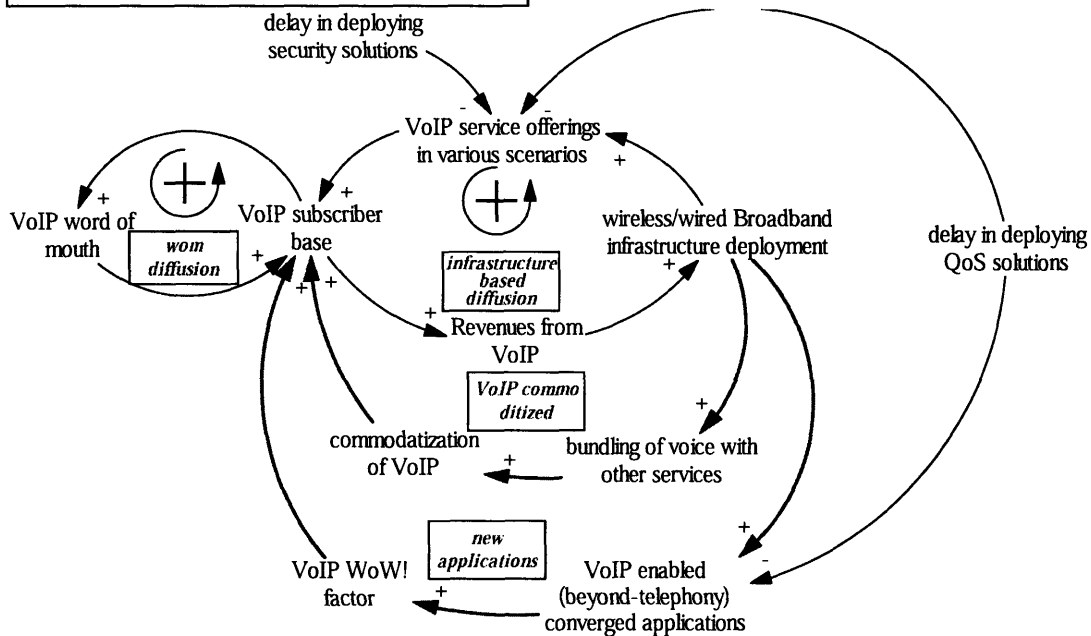 delay in deploying
security solutions
-
-
VoIP service offerings
in various scenarios
+
+
+
VoIP word of
mouth
VoIP subscriber
base
wom
diffusion
+
+
+
+
wireless/wired Broadband
infrastructure deployment
delay in deploying
QoS solutions
infrastructure
based
diffusion
+
+
Revenues from
VoIP
VoIP commo
ditized
+
commodatization
of VoIP
+
bundling of voice with
other services
new
applications
+
-
VoIP WoW!
factor
+
VoIP enabled
(beyond-telephony)
converged applications